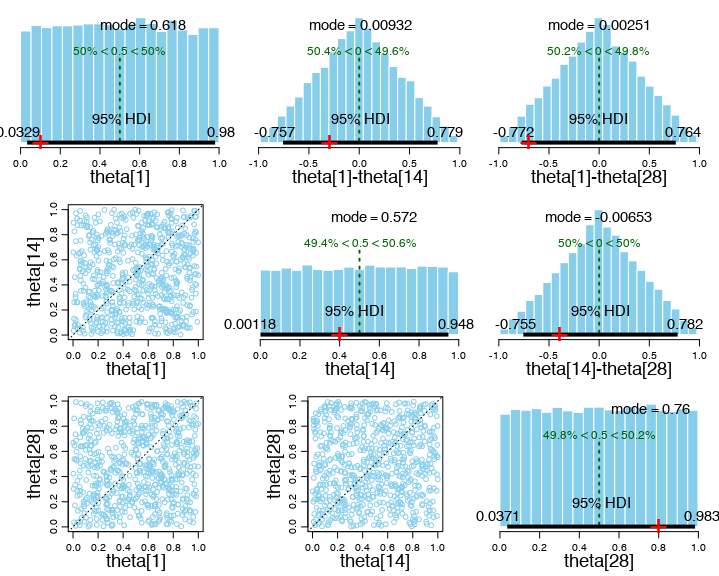 mode = 0.618
50% < 0.5 < 50%
95% HDI
0.0329
0.98
0.0 0.2 0.4 0.6 0.8 1.0
theta[1]
mode = 0.00932
50.4% < 0 < 49.6%
95% HDI
-0.757
0.779
-1.0 -0.5 0.0 0.5 1.0
theta[1]-theta[14]
mode = 0.00251
50.2% < 0 < 49.8%
95% HDI
-0.772
0.764
-1.0 -0.5 0.0 0.5 1.0
theta[1]-theta[28]
theta[14]
0.0 0.2 0.4 0.6 0.8 1.0
0.0 0.2 0.4 0.6 0.8 1.0
theta[1]
mode = 0.572
49.4% < 0.5 < 50.6%
95% HDI
0.00118
0.948
0.0 0.2 0.4 0.6 0.8 1.0
theta[14]
mode = -0.00653
50% < 0 < 50%
95% HDI
-0.755
0.782
-1.0 -0.5 0.0 0.5 1.0
theta[14]-theta[28]
theta[28]
0.0 0.2 0.4 0.6 0.8 1.0
0.0 0.2 0.4 0.6 0.8 1.0
theta[1]
theta[28]
0.0 0.2 0.4 0.6 0.8 1.0
0.0 0.2 0.4 0.6 0.8 1.0
theta[14]
mode = 0.76
49.8% < 0.5 < 50.2%
95% HDI
0.0371
0.983
0.0 0.2 0.4 0.6 0.8 1.0
theta[28]